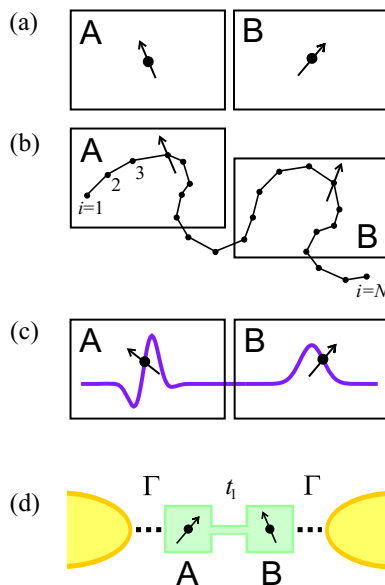 (a)
A B
(b)
A
i=1 2 3
B
i=N
(c)
A B
(d)
Γ t₁ Γ
A B